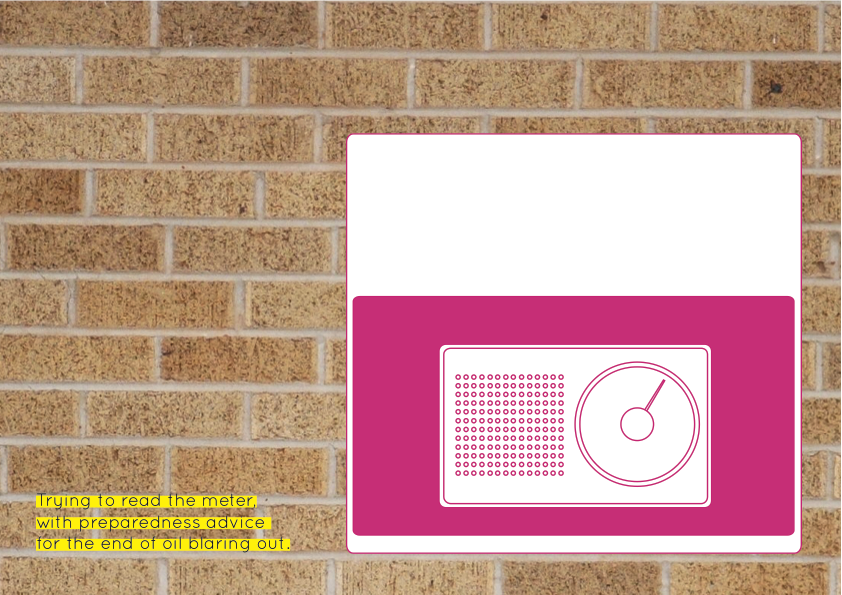 Trying to read the meter,
with preparedness advice
for the end of oil blaring out.